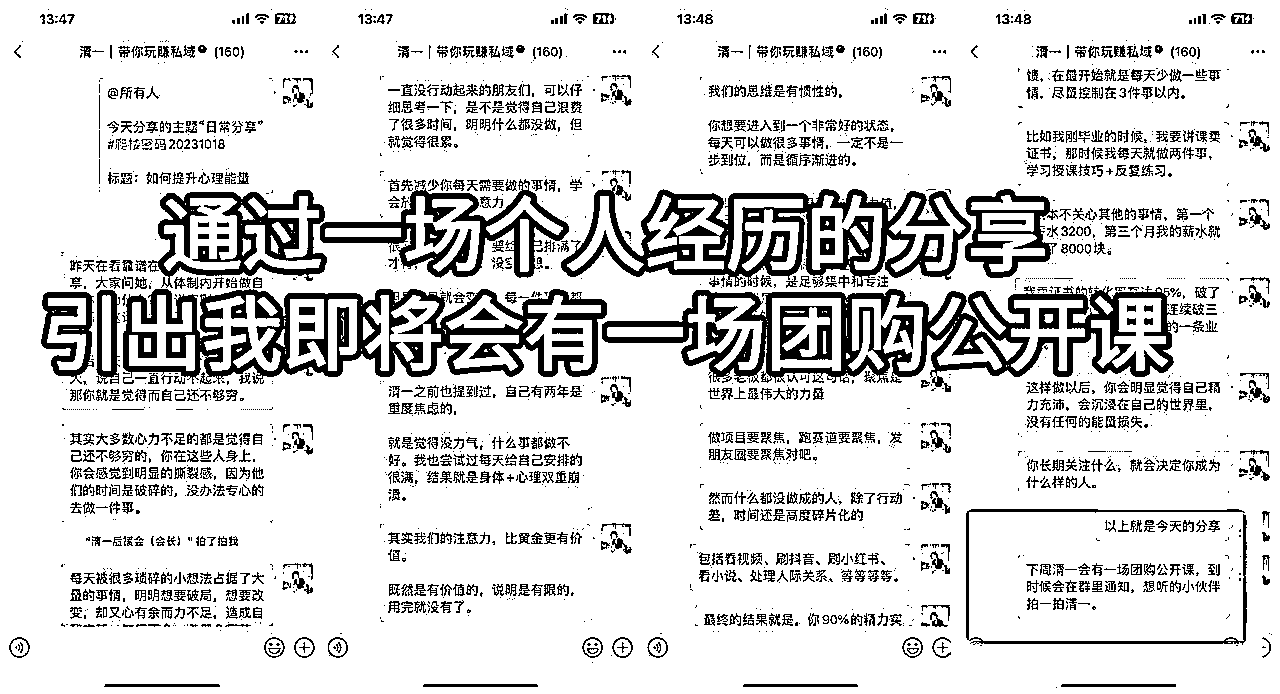 13:47
清一｜带你玩赚私域 (160)
@所有人
今天分享的主题“日常分享”
20231018
标题：如何提升心理能量
昨天在看靠谱在
享，大家问她，从体制内开始做自
通过一场个人经历的分享
引出我即将会有一场团购公开课
那你就是觉得而自己还不够穷。
其实大多数心力不足的都是觉得自
己还不够穷的，你在这些人身上，
你会感觉到明显的撕裂感，因为他
们的时间是破碎的，没办法专心的
去做一件事。
“清一后援会（会长）”拍了拍我
每天被很多琐碎的小想法占据了大
量的事情，明明想要破局，想要改
变，却又心有余而力不足，造成自
13:47
清一｜带你玩赚私域 (160)
一直没行动起来的朋友们，可以仔
细思考一下，是不是觉得自己浪费
了很多时间，明明什么都没做，但
就觉得很累。
首先减少你每天需要做的事情，学
清一之前也提到过，自己有两年是
重度焦虑的，
就是觉得没力气，什么事都做不
好。我也尝试过每天给自己安排的
很满，结果就是身体+心理双重崩
溃。
其实我们的注意力，比黄金更有价
值。
既然是有价值的，说明是有限的，
用完就没有了。
13:48
清一｜带你玩赚私域 (160)
我们的思维是有惯性的。
你想要进入到一个非常好的状态，
每天可以做很多事情，一定不是一
步到位，而是循序渐进的。
事情的时候，是足够集中和专注
很多老板都很认可这句话，聚焦是
世界上最伟大的力量
做项目要聚焦，跑赛道要聚焦，发
朋友圈要聚焦对吧。
然而什么都没做成的人，除了行动
差，时间还是高度碎片化的
包括看视频、刷抖音、刷小红书、
看小说、处理人际关系、等等等等。
最终的结果就是。你90%的精力实
13:48
清一｜带你玩赚私域 (160)
馈，在最开始就是每天少做一些事
情，尽量控制在3件事以内。
比如我刚毕业的时候，我要讲课卖
证书，那时候我每天就做两件事，
学习授课技巧+反复练习。
本不关心其他的事情，第一个
薪水3200，第三个月我的薪水就
了8000块。
我卖证书的转化率高达95%，破了
连续破三
的一条业
这样做以后，你会明显觉得自己精
力充沛，会沉浸在自己的世界里，
没有任何的能量损失。
你长期关注什么，就会决定你成为
什么样的人。
以上就是今天的分享
下周清一会有一场团购公开课，到
时候会在群里通知，想听的小伙伴
拍一拍清一。